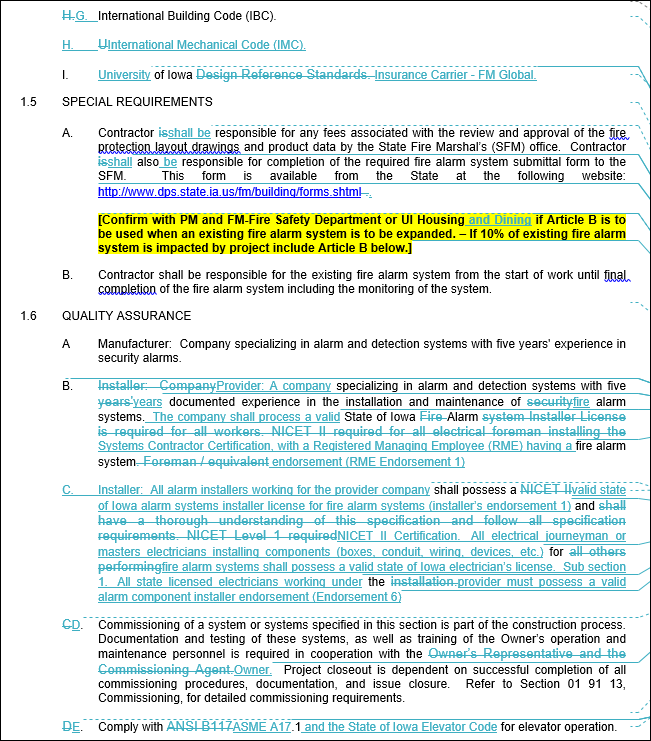 H.G. International Building Code (IBC).
H. UInternational Mechanical Code (IMC).
I. University of Iowa Design Reference Standards. Insurance Carrier - FM Global.
1.5 SPECIAL REQUIREMENTS
A. Contractor isshall be responsible for any fees associated with the review and approval of the fire
protection layout drawings and product data by the State Fire Marshal's (SFM) office. Contractor
isshall also be responsible for completion of the required fire alarm system submittal form to the
SFM. This form is available from the State at the following website:
http://www.dps.state.ia.us/fm/building/forms.shtml .
[Confirm with PM and FM-Fire Safety Department or UI Housing and Dining if Article B is to
be used when an existing fire alarm system is to be expanded. – If 10% of existing fire alarm
system is impacted by project include Article B below.]
B. Contractor shall be responsible for the existing fire alarm system from the start of work until final
completion of the fire alarm system including the monitoring of the system.
1.6 QUALITY ASSURANCE
A Manufacturer: Company specializing in alarm and detection systems with five years' experience in
security alarms.
B. Installer: CompanyProvider: A company specializing in alarm and detection systems with five
years'years documented experience in the installation and maintenance of securityfire alarm
systems. The company shall process a valid State of Iowa Fire Alarm system Installer License
is required for all workers. NICET II required for all electrical foreman installing the
Systems Contractor Certification, with a Registered Managing Employee (RME) having a fire alarm
system. Foreman / equivalent endorsement (RME Endorsement 1)
C. Installer: All alarm installers working for the provider company shall possess a NICET IIvalid state
of Iowa alarm systems installer license for fire alarm systems (installer's endorsement 1) and shall
have a thorough understanding of this specification and follow all specification
requirements. NICET Level 1 requiredNICET II Certification. All electrical journeyman or
masters electricians installing components (boxes, conduit, wiring, devices, etc.) for all others
performingfire alarm systems shall possess a valid state of Iowa electrician's license. Sub section
1. All state licensed electricians working under the installation.provider must possess a valid
alarm component installer endorsement (Endorsement 6)
CD. Commissioning of a system or systems specified in this section is part of the construction process.
Documentation and testing of these systems, as well as training of the Owner's operation and
maintenance personnel is required in cooperation with the Owner's Representative and the
Commissioning Agent.Owner. Project closeout is dependent on successful completion of all
commissioning procedures, documentation, and issue closure. Refer to Section 01 91 13,
Commissioning, for detailed commissioning requirements.
DE. Comply with ANSI B117ASME A17.1 and the State of Iowa Elevator Code for elevator operation.